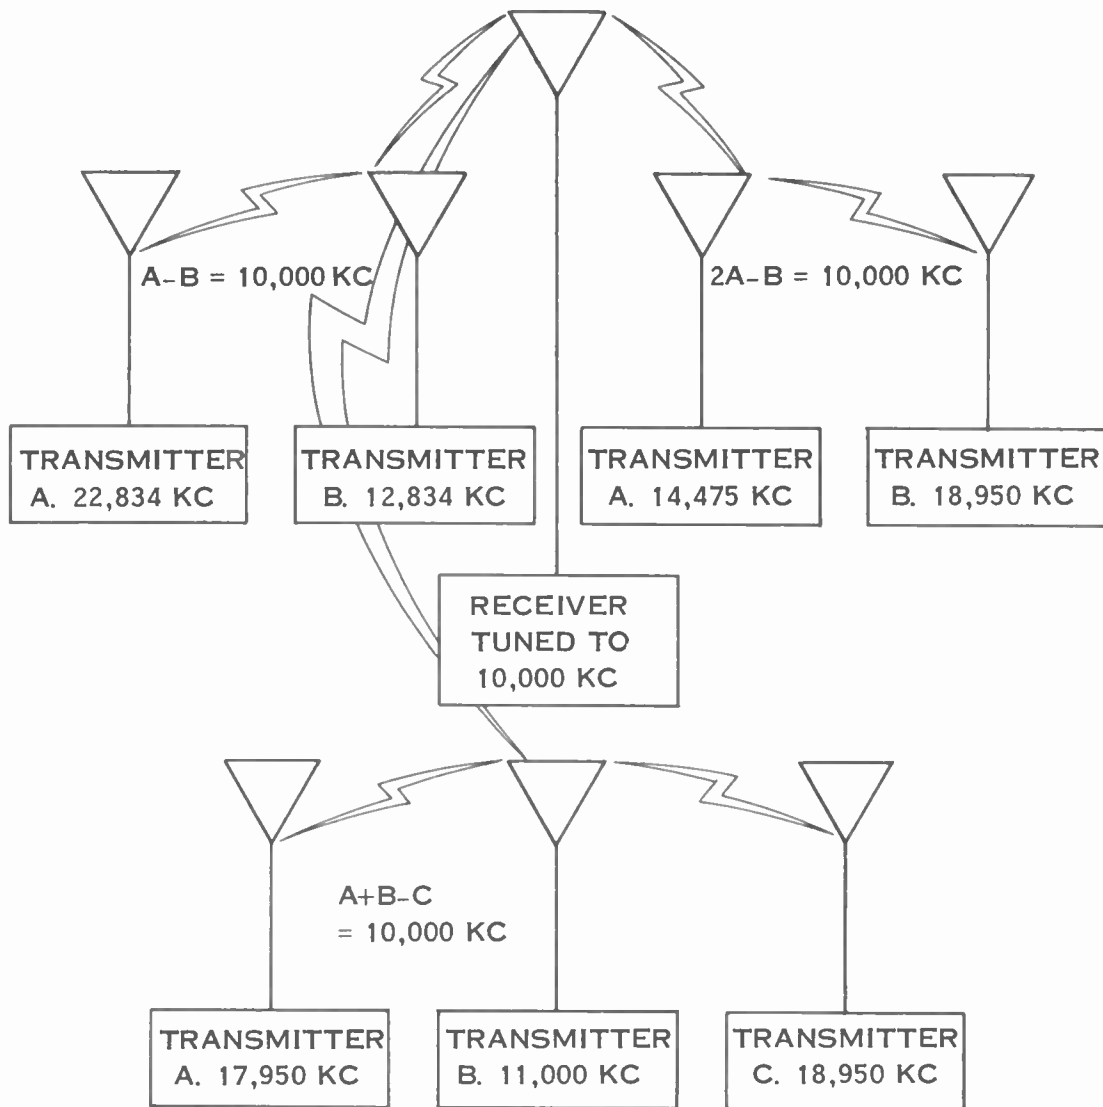 A-B = 10,000 KC
2A-B = 10,000 KC
TRANSMITTER
A. 22,834 KC
TRANSMITTER
B. 12,834 KC
TRANSMITTER
A. 14,475 KC
TRANSMITTER
B. 18,950 KC
RECEIVER
TUNED TO
10,000 KC
A+B-C
= 10,000 KC
TRANSMITTER
A. 17,950 KC
TRANSMITTER
B. 11,000 KC
TRANSMITTER
C. 18,950 KC